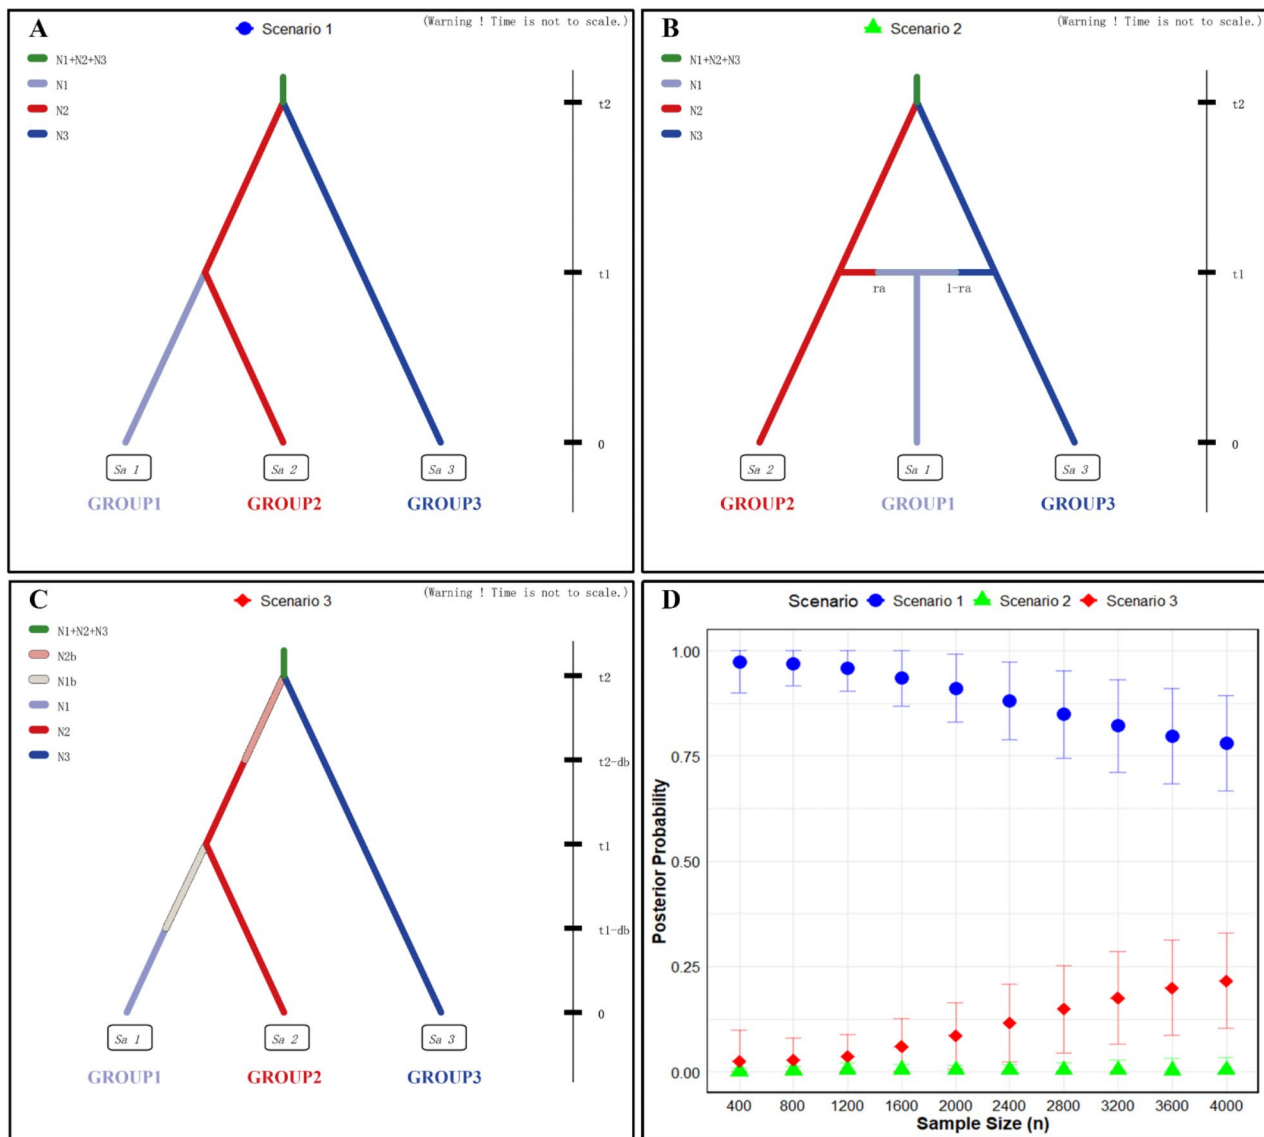 A
Scenario 1
(Warning ! Time is not to scale.)
N1+N2+N3
N1
N2
N3
t2
t1
0
Sa 1
Sa 2
Sa 3
GROUP1
GROUP2
GROUP3
B
Scenario 2
(Warning ! Time is not to scale.)
N1+N2+N3
N1
N2
N3
t2
ra
1-ra
t1
0
Sa 2
Sa 1
Sa 3
GROUP2
GROUP1
GROUP3
C
Scenario 3
(Warning ! Time is not to scale.)
N1+N2+N3
N2b
N1b
N1
N2
N3
t2
t2-db
t1
t1-db
0
Sa 1
Sa 2
Sa 3
GROUP1
GROUP2
GROUP3
D
Scenario Scenario 1 Scenario 2 Scenario 3
Posterior Probability
1.00
0.75
0.50
0.25
0.00
400 800 1200 1600 2000 2400 2800 3200 3600 4000
Sample Size (n)